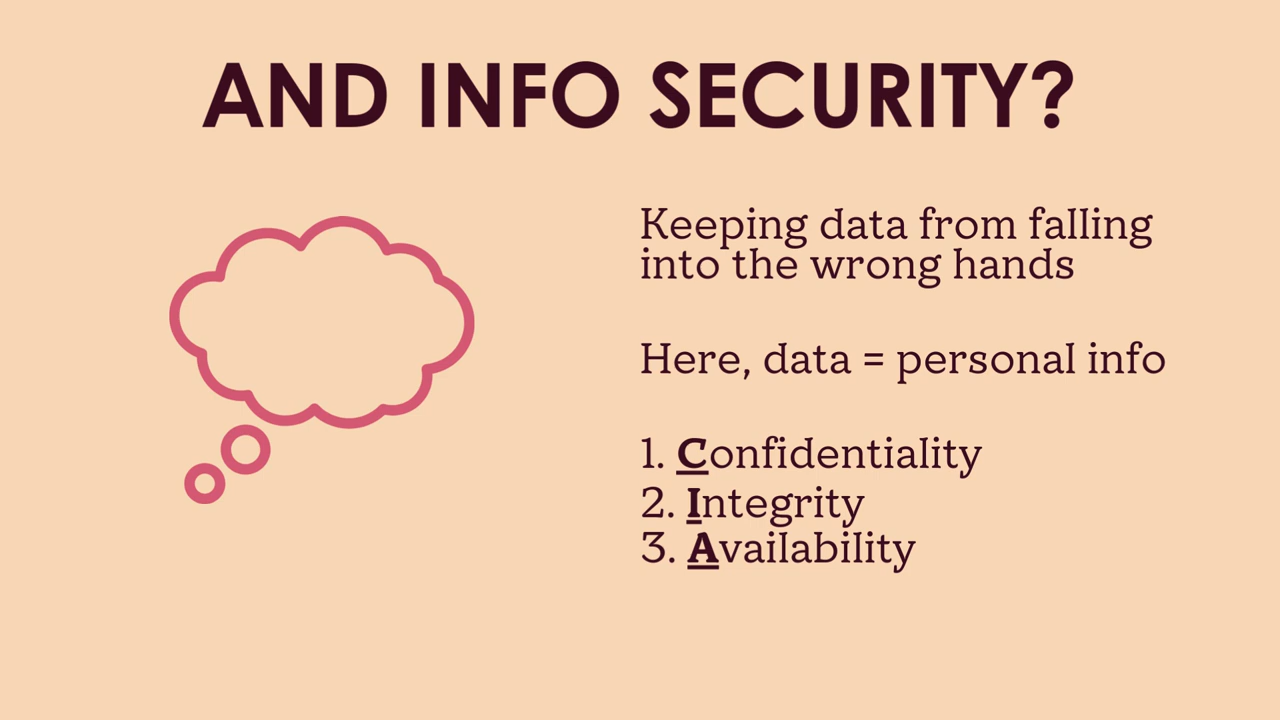 AND INFO SECURITY?
Keeping data from falling
into the wrong hands
Here, data = personal info
1. Confidentiality
2. Integrity
3. Availability